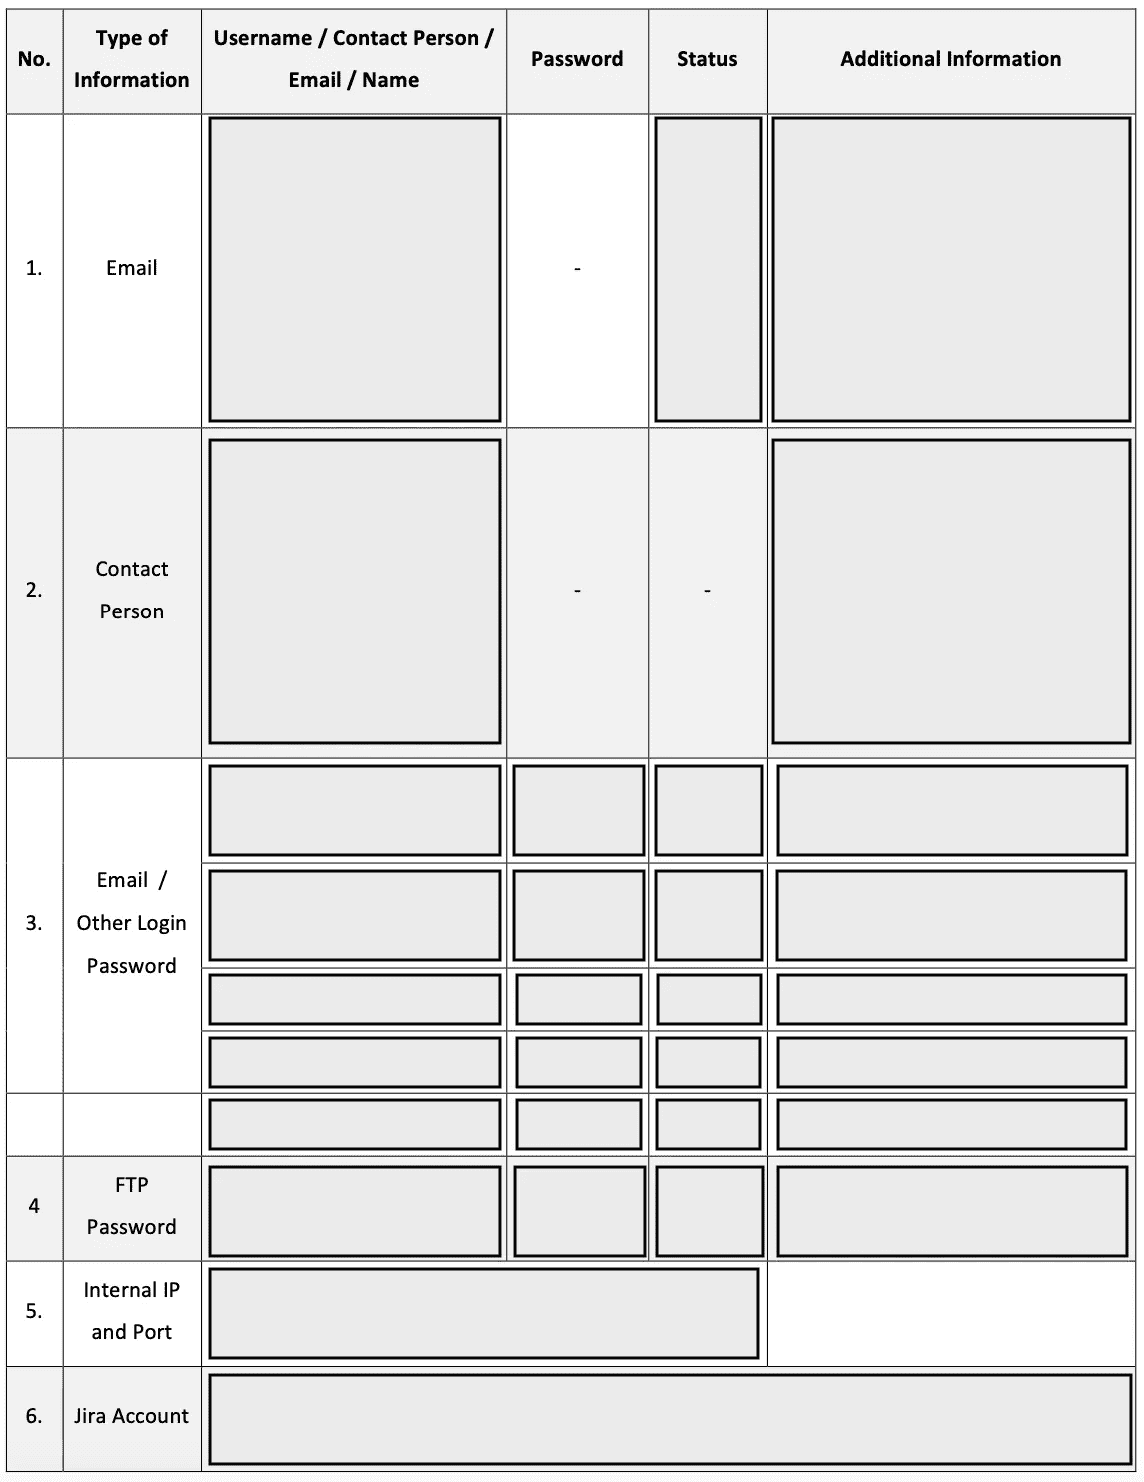 No.
Type of
Information
Username / Contact Person /
Email / Name
Password
Status
Additional Information
1.
Email
-
2.
Contact
Person
-
-
3.
Email /
Other Login
Password
4
FTP
Password
5.
Internal IP
and Port
6.
Jira Account